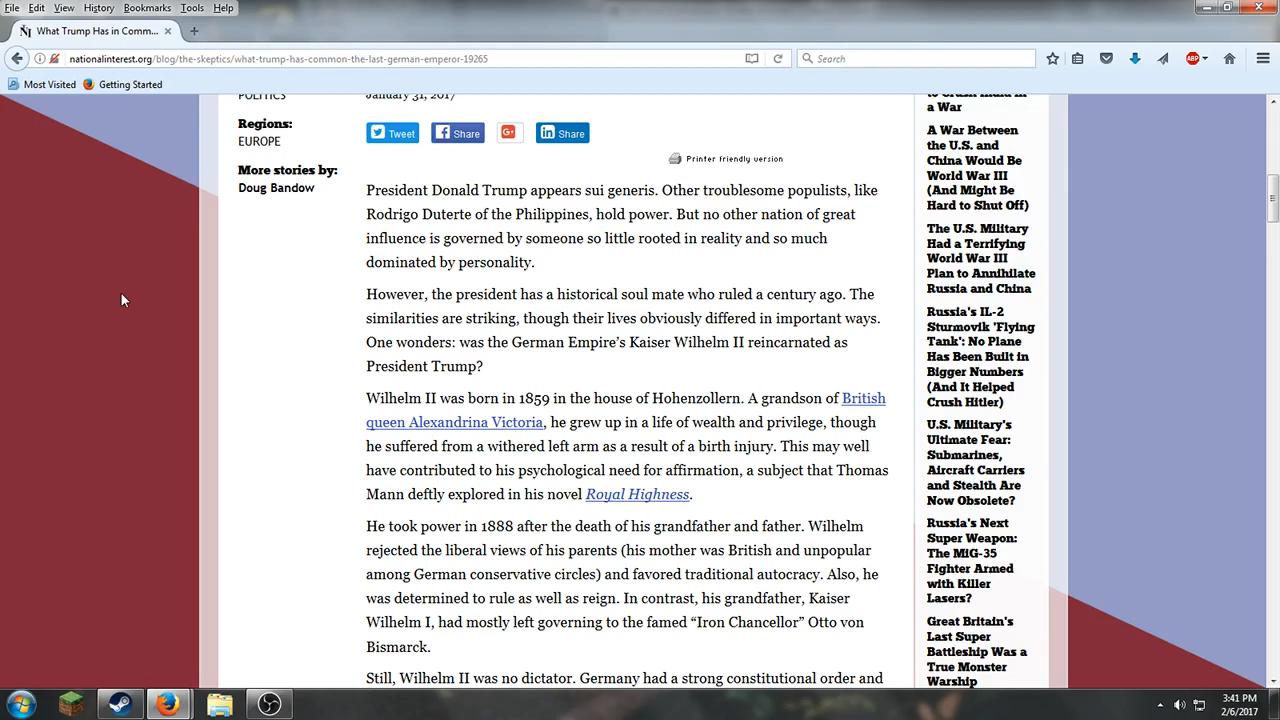 File Edit View History Bookmarks Tools Help
What Trump Has in Comm...
nationalinterest.org/blog/the-skeptics/what-trump-has-common-the-last-german-emperor-19265
Search
ABP
Most Visited Getting Started
POLITICS
Regions:
EUROPE
More stories by:
Doug Bandow
January 31, 2017
Tweet Share G+ Share
Printer friendly version
President Donald Trump appears sui generis. Other troublesome populists, like
Rodrigo Duterte of the Philippines, hold power. But no other nation of great
influence is governed by someone so little rooted in reality and so much
dominated by personality.
However, the president has a historical soul mate who ruled a century ago. The
similarities are striking, though their lives obviously differed in important ways.
One wonders: was the German Empire’s Kaiser Wilhelm II reincarnated as
President Trump?
Wilhelm II was born in 1859 in the house of Hohenzollern. A grandson of British
queen Alexandrina Victoria, he grew up in a life of wealth and privilege, though
he suffered from a withered left arm as a result of a birth injury. This may well
have contributed to his psychological need for affirmation, a subject that Thomas
Mann deftly explored in his novel Royal Highness.
He took power in 1888 after the death of his grandfather and father. Wilhelm
rejected the liberal views of his parents (his mother was British and unpopular
among German conservative circles) and favored traditional autocracy. Also, he
was determined to rule as well as reign. In contrast, his grandfather, Kaiser
Wilhelm I, had mostly left governing to the famed “Iron Chancellor” Otto von
Bismarck.
Still, Wilhelm II was no dictator. Germany had a strong constitutional order and
to Crush India in
a War
A War Between
the U.S. and
China Would Be
World War III
(And Might Be
Hard to Shut Off)
The U.S. Military
Had a Terrifying
World War III
Plan to Annihilate
Russia and China
Russia's IL-2
Sturmovik 'Flying
Tank': No Plane
Has Been Built in
Bigger Numbers
(And It Helped
Crush Hitler)
U.S. Military's
Ultimate Fear:
Submarines,
Aircraft Carriers
and Stealth Are
Now Obsolete?
Russia's Next
Super Weapon:
The MiG-35
Fighter Armed
with Killer
Lasers?
Great Britain's
Last Super
Battleship Was a
True Monster
Warship
3:41 PM
2/6/2017